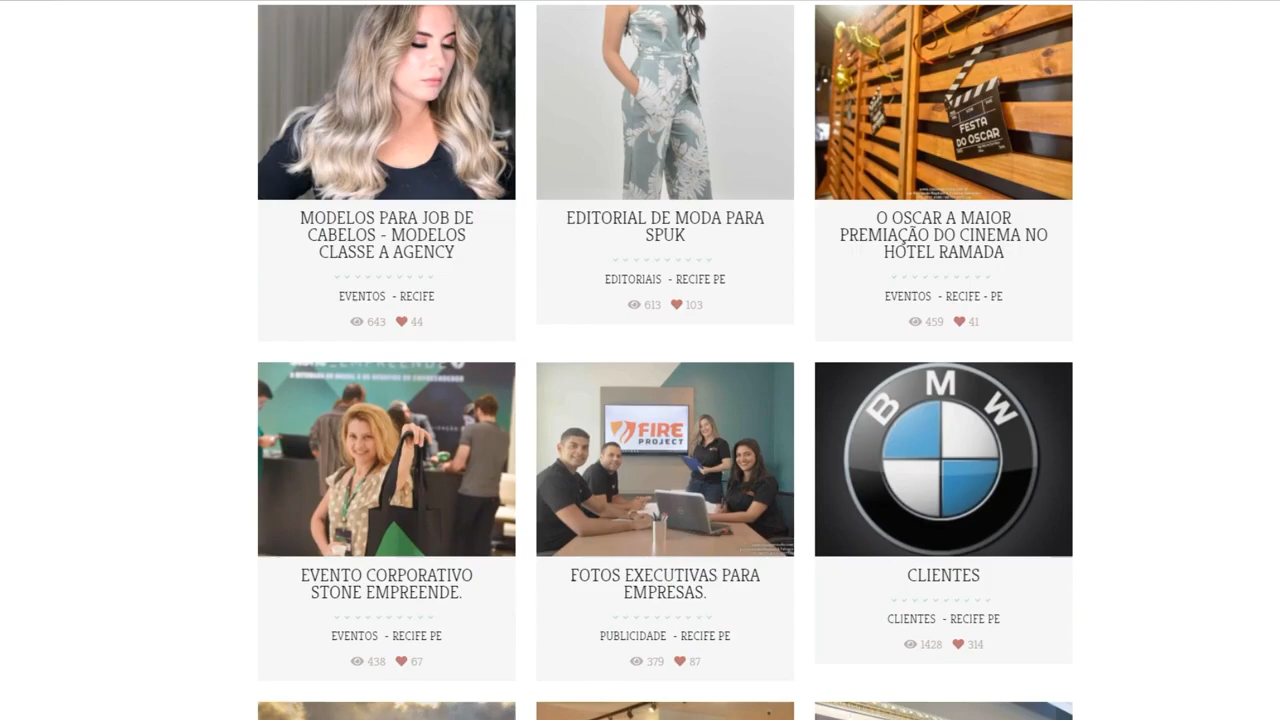 FESTA
DO OSCAR
MODELOS PARA JOB DE
CABELOS - MODELOS
CLASSE A AGENCY
EVENTOS - RECIFE
643 44
EDITORIAL DE MODA PARA
SPUK
EDITORIAIS - RECIFE PE
613 103
O OSCAR A MAIOR
PREMIAÇÃO DO CINEMA NO
HOTEL RAMADA
EVENTOS - RECIFE - PE
459 41
FIRE
PROJECT
BMW
EVENTO CORPORATIVO
STONE EMPREENDE.
EVENTOS - RECIFE PE
438 67
FOTOS EXECUTIVAS PARA
EMPRESAS.
PUBLICIDADE - RECIFE PE
379 87
CLIENTES
CLIENTES - RECIFE PE
1428 314